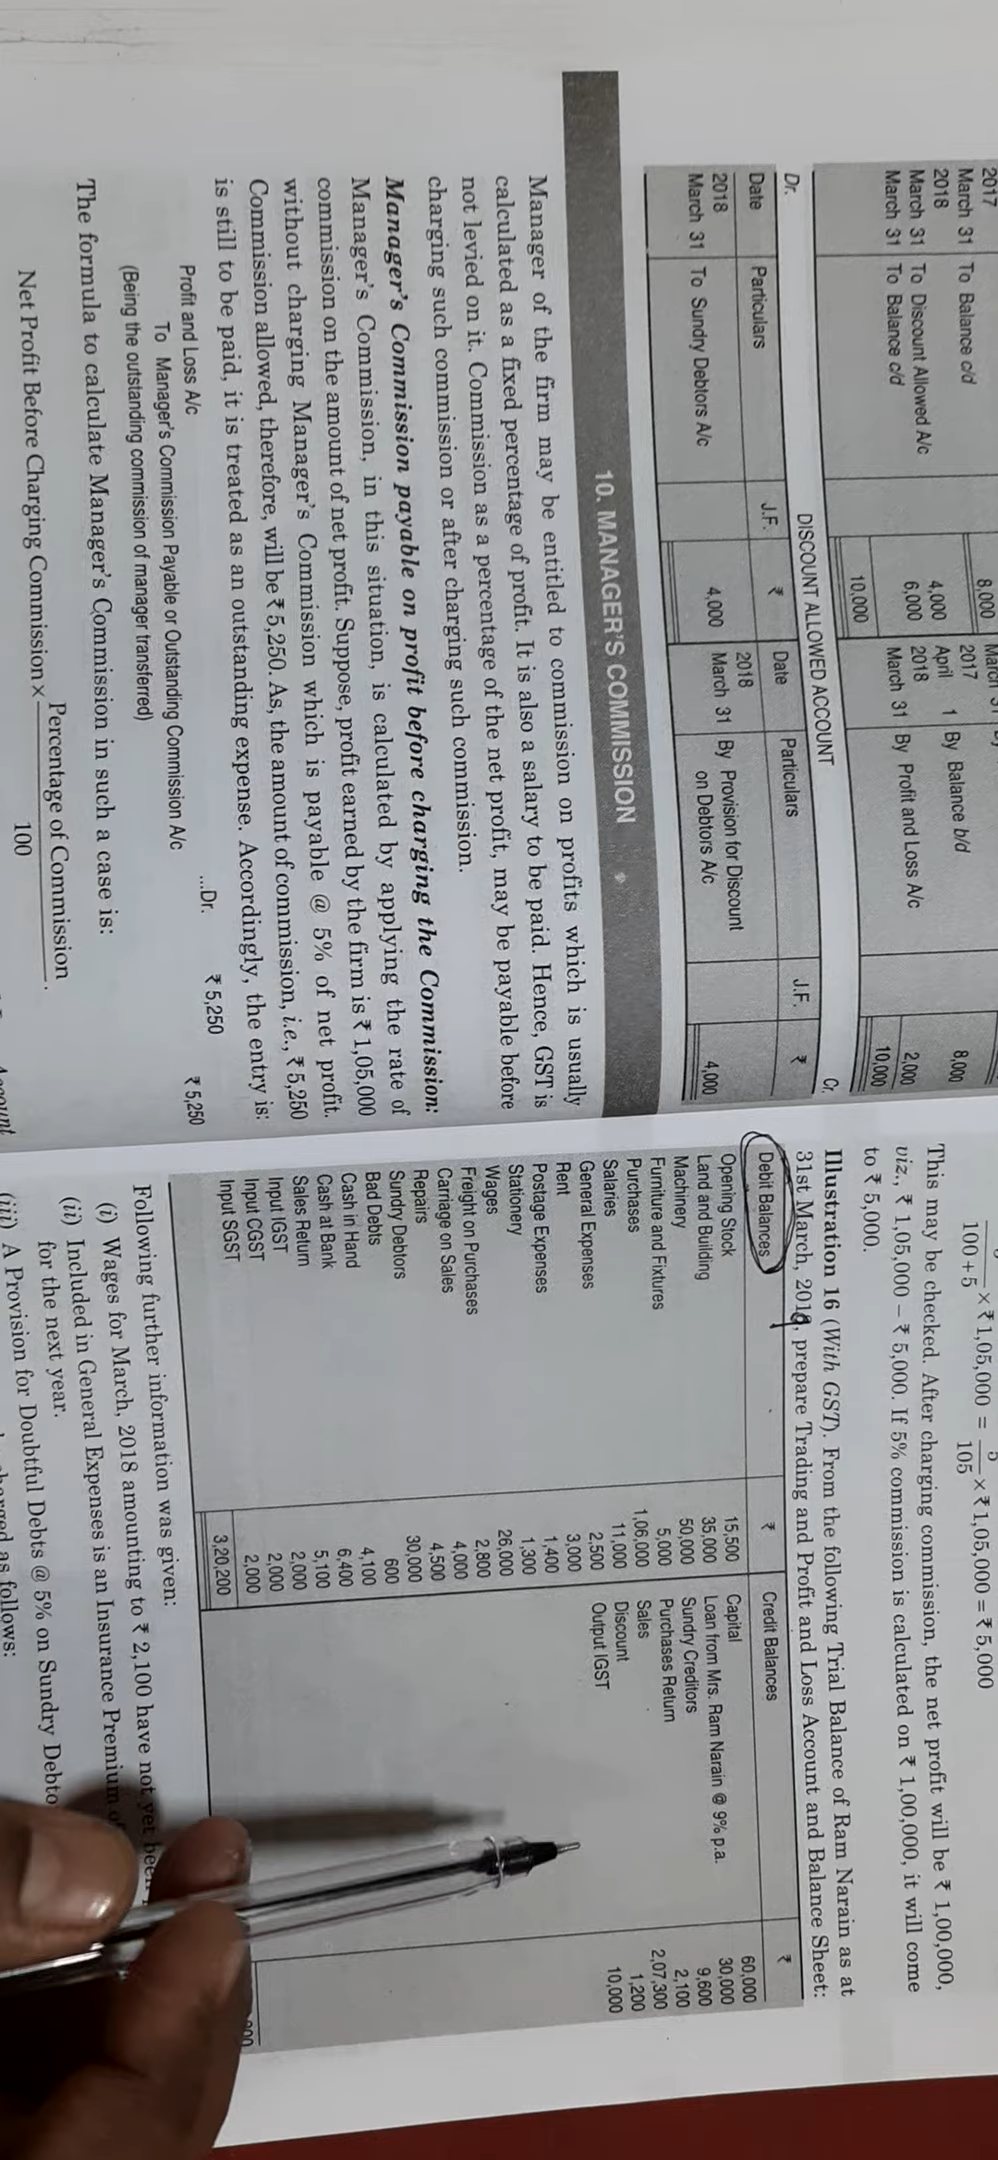 2017
March 31 To Balance c/d 8,000
2018
March 31 To Discount Allowed A/c 4,000
March 31 To Balance c/d 6,000
10,000
March
2017
April 1 By Balance b/d 8,000
2018
March 31 By Profit and Loss A/c 2,000
10,000
DISCOUNT ALLOWED ACCOUNT
Dr. Cr.
Date Particulars J.F. ₹ Date Particulars J.F. ₹
2018 2018
March 31 To Sundry Debtors A/c 4,000 March 31 By Provision for Discount
on Debtors A/c 4,000
10. MANAGER'S COMMISSION
Manager of the firm may be entitled to commission on profits which is usually
calculated as a fixed percentage of profit. It is also a salary to be paid. Hence, GST is
not levied on it. Commission as a percentage of the net profit, may be payable before
charging such commission or after charging such commission.
Manager's Commission payable on profit before charging the Commission:
Manager's Commission, in this situation, is calculated by applying the rate of
commission on the amount of net profit. Suppose, profit earned by the firm is ₹ 1,05,000
without charging Manager's Commission which is payable @ 5% of net profit.
Commission allowed, therefore, will be ₹ 5,250. As, the amount of commission, i.e., ₹ 5,250
is still to be paid, it is treated as an outstanding expense. Accordingly, the entry is:
Profit and Loss A/c ...Dr. ₹ 5,250
To Manager's Commission Payable or Outstanding Commission A/c ₹ 5,250
(Being the outstanding commission of manager transferred)
The formula to calculate Manager's Commission in such a case is:
Net Profit Before Charging Commission × Percentage of Commission / 100 .
100 + 5 × ₹ 1,05,000 = 5/105 × ₹ 1,05,000 = ₹ 5,000
This may be checked. After charging commission, the net profit will be ₹ 1,00,000,
viz., ₹ 1,05,000 – ₹ 5,000. If 5% commission is calculated on ₹ 1,00,000, it will come
to ₹ 5,000.
Illustration 16 (With GST). From the following Trial Balance of Ram Narain as at
31st March, 2018, prepare Trading and Profit and Loss Account and Balance Sheet:
Debit Balances ₹ Credit Balances ₹
Opening Stock 15,500 Capital 60,000
Land and Building 35,000 Loan from Mrs. Ram Narain @ 9% p.a. 30,000
Machinery 50,000 Sundry Creditors 9,600
Furniture and Fixtures 5,000 Purchases Return 2,100
Purchases 1,06,000 Sales 2,07,300
Salaries 11,000 Discount 1,200
General Expenses 2,500 Output IGST 10,000
Rent 3,000
Postage Expenses 1,400
Stationery 1,300
Wages 26,000
Freight on Purchases 2,800
Carriage on Sales 4,000
Repairs 4,500
Sundry Debtors 30,000
Bad Debts 600
Cash in Hand 4,100
Cash at Bank 6,400
Sales Return 5,100
Input IGST 2,000
Input CGST 2,000
Input SGST 2,000
3,20,200
Following further information was given:
(i) Wages for March, 2018 amounting to ₹ 2,100 have not yet been
(ii) Included in General Expenses is an Insurance Premium
for the next year.
(iii) A Provision for Doubtful Debts @ 5% on Sundry
as follows: